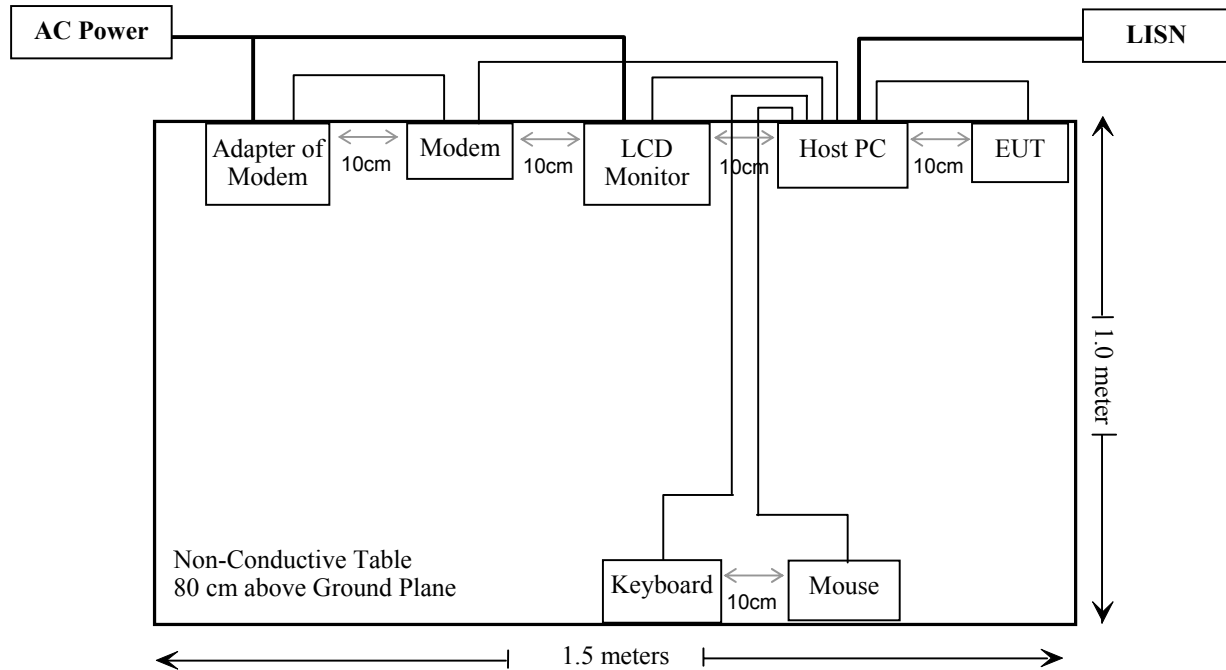 AC Power
LISN
Adapter of
Modem
10cm
Modem
10cm
LCD
Monitor
10cm
Host PC
10cm
EUT
1.0 meter
Non-Conductive Table
80 cm above Ground Plane
Keyboard
10cm
Mouse
1.5 meters